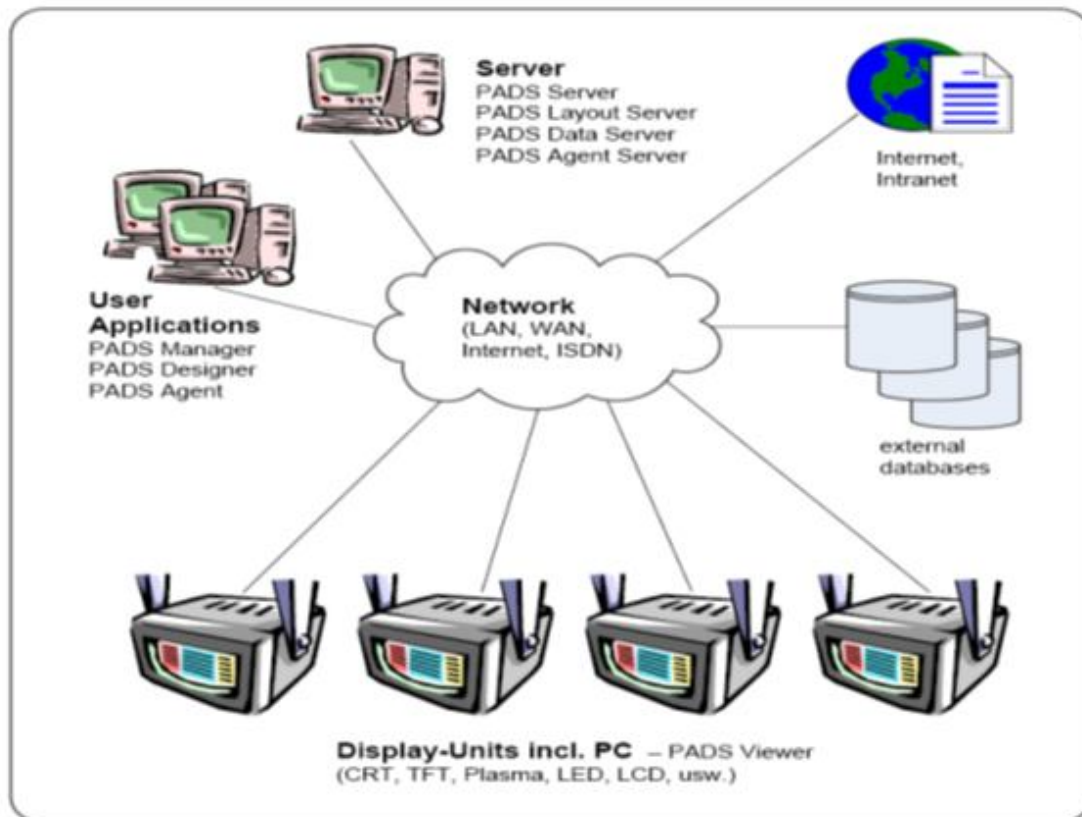 Server
PADS Server
PADS Layout Server
PADS Data Server
PADS Agent Server
Internet,
Intranet
User
Applications
PADS Manager
PADS Designer
PADS Agent
Network
(LAN, WAN,
Internet, ISDN)
external
databases
Display-Units incl. PC – PADS Viewer
(CRT, TFT, Plasma, LED, LCD, usw.)